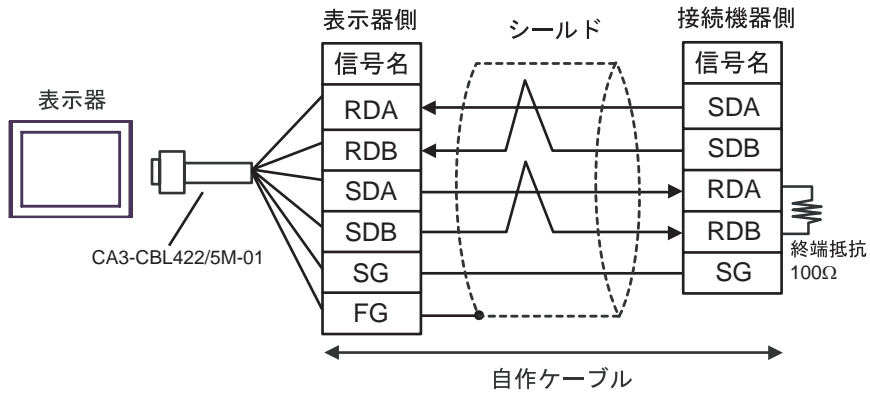 表示器側
シールド
接続機器側
信号名
信号名
表示器
RDA
SDA
RDB
SDB
SDA
RDA
SDB
RDB
終端抵抗
100Ω
CA3-CBL422/5M-01
SG
SG
FG
自作ケーブル